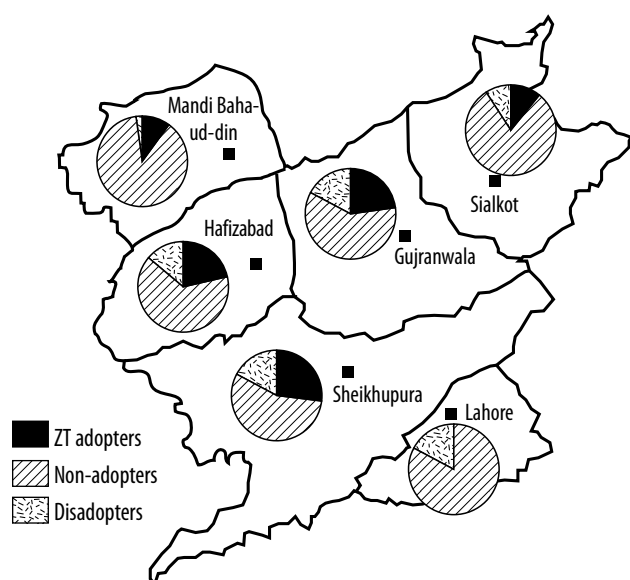 Mandi Baha-
ud-din
Sialkot
Hafizabad
Gujranwala
Sheikhupura
Lahore
ZT adopters
Non-adopters
Disadopters